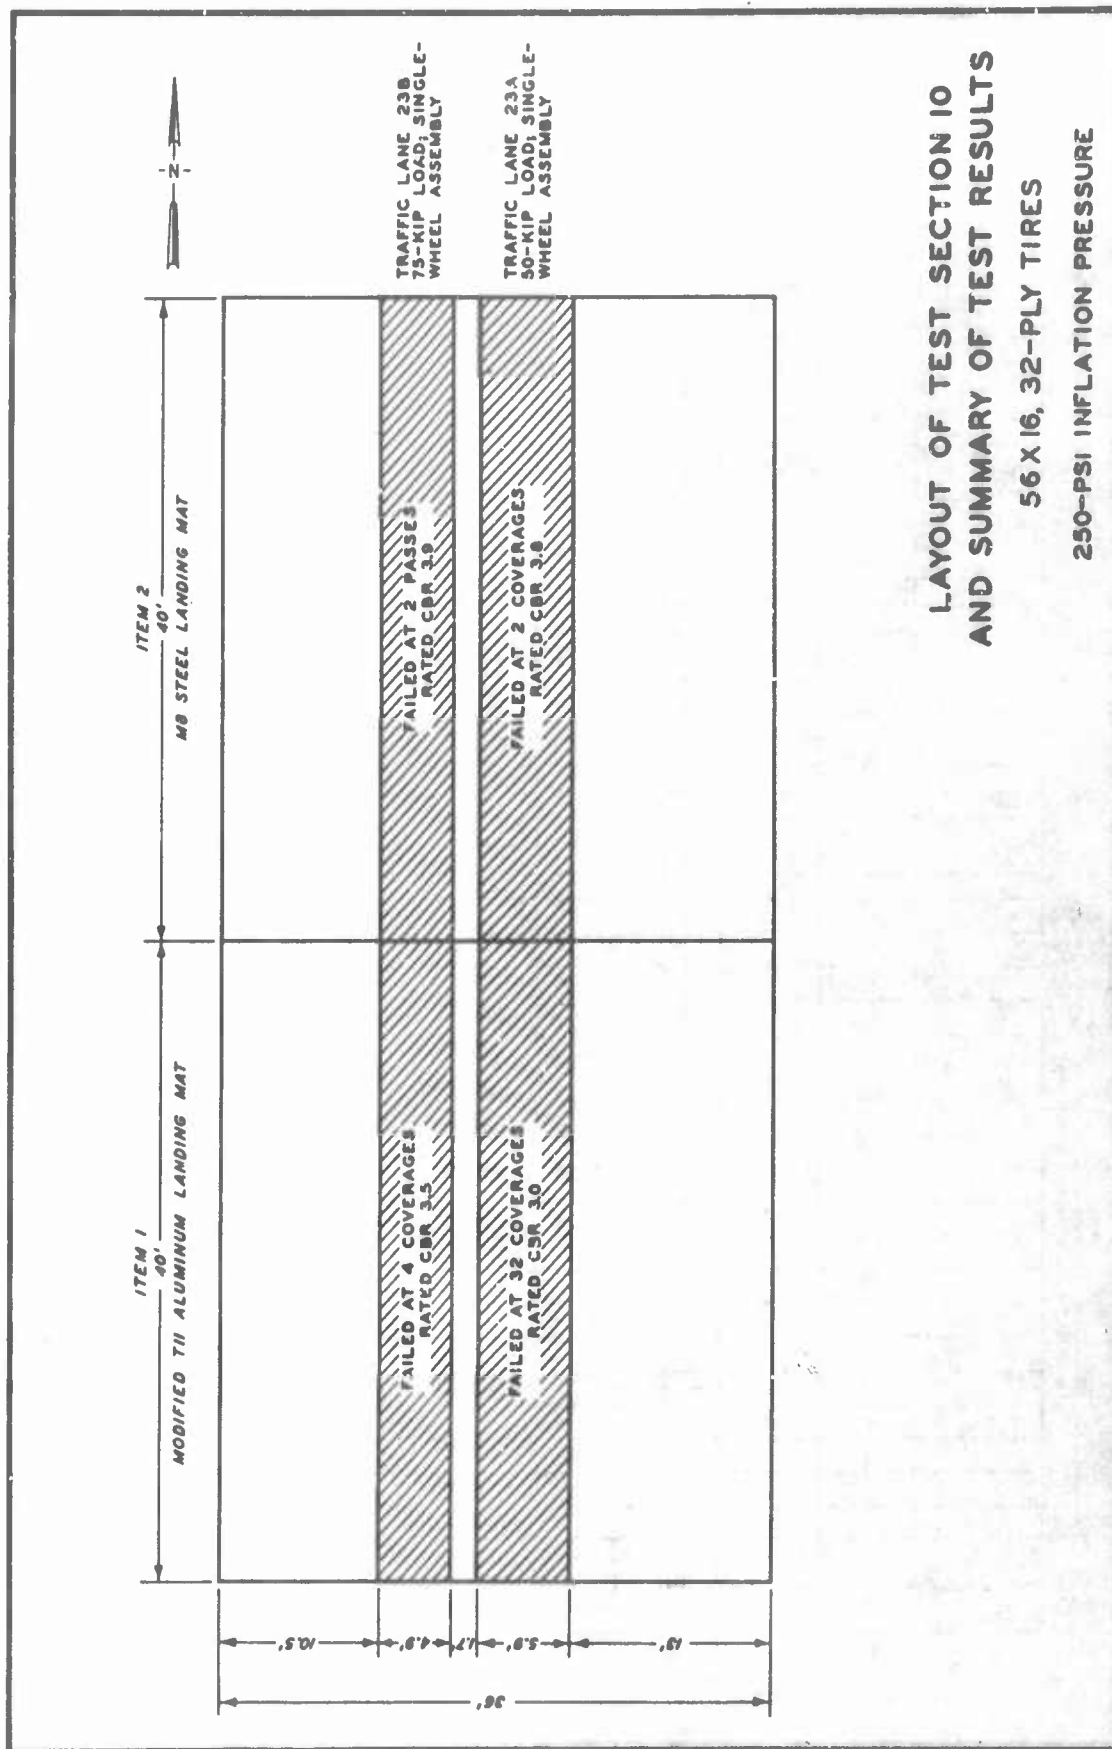 -N-
ITEM 1
40'
MODIFIED T11 ALUMINUM LANDING MAT
ITEM 2
40'
M8 STEEL LANDING MAT
TRAFFIC LANE 23B
75-KIP LOAD; SINGLE-
WHEEL ASSEMBLY
FAILED AT 4 COVERAGES
RATED CBR 3.5
FAILED AT 2 PASSES
RATED CBR 3.9
TRAFFIC LANE 23A
50-KIP LOAD; SINGLE-
WHEEL ASSEMBLY
FAILED AT 32 COVERAGES
RATED CBR 3.0
FAILED AT 2 COVERAGES
RATED CBR 3.8
36'
10.5'
4.9'
1.7'
5.9'
13'
LAYOUT OF TEST SECTION 10
AND SUMMARY OF TEST RESULTS
56 X 16, 32-PLY TIRES
250-PSI INFLATION PRESSURE